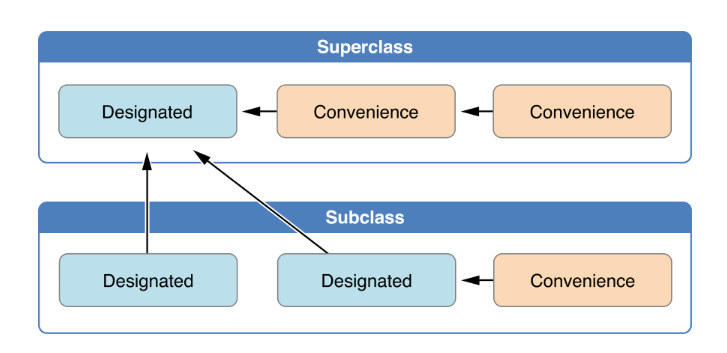 Superclass
Designated
Convenience
Convenience
Subclass
Designated
Designated
Convenience